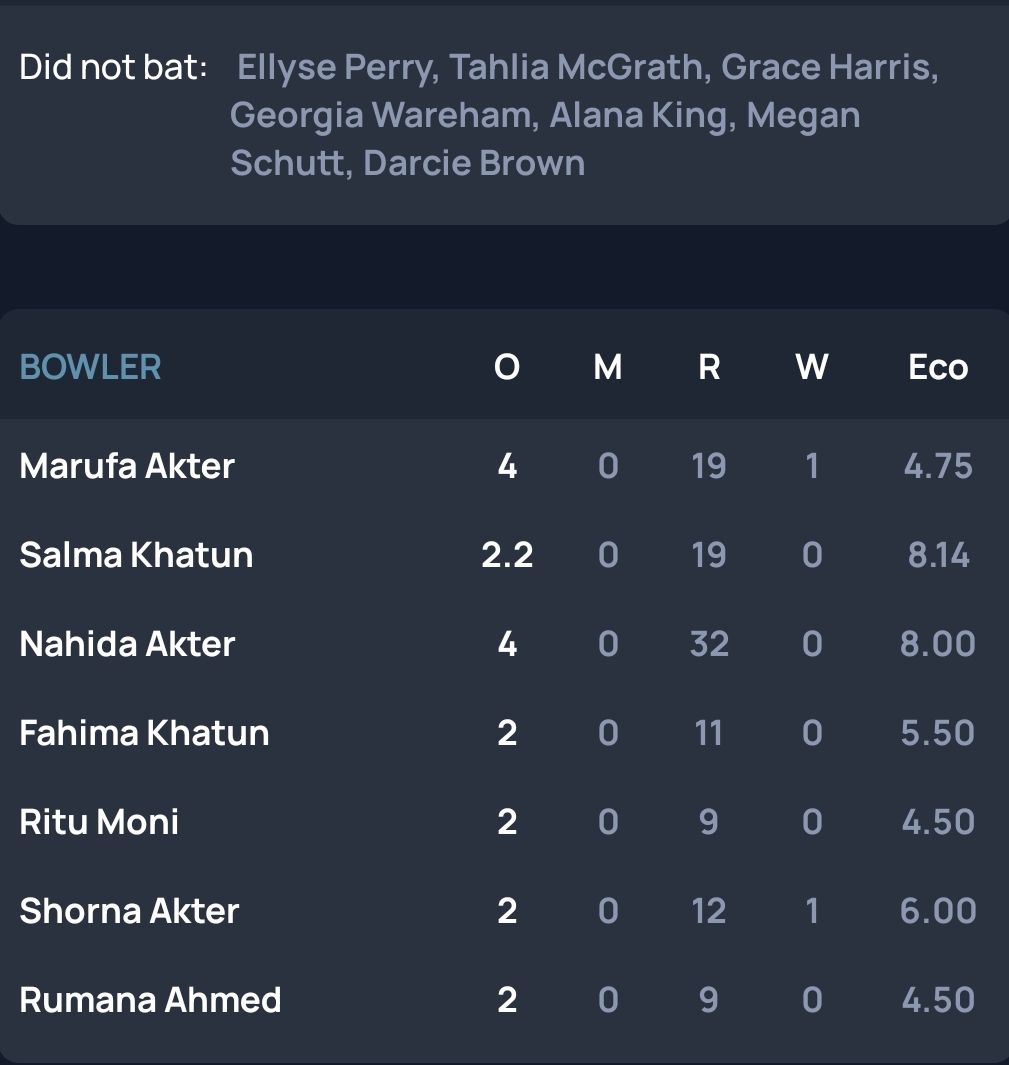 Did not bat: Ellyse Perry, Tahlia McGrath, Grace Harris,
Georgia Wareham, Alana King, Megan
Schutt, Darcie Brown
BOWLER O M R W Eco
Marufa Akter 4 0 19 1 4.75
Salma Khatun 2.2 0 19 0 8.14
Nahida Akter 4 0 32 0 8.00
Fahima Khatun 2 0 11 0 5.50
Ritu Moni 2 0 9 0 4.50
Shorna Akter 2 0 12 1 6.00
Rumana Ahmed 2 0 9 0 4.50